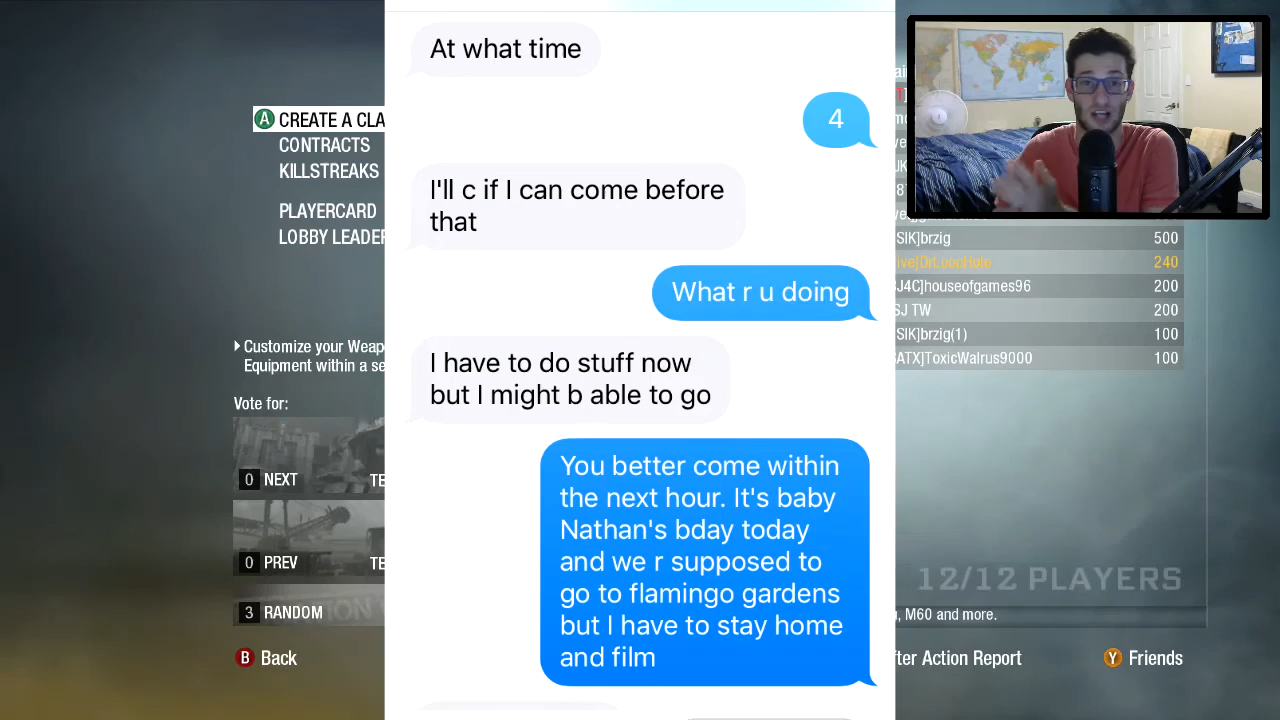 At what time
4
I'll c if I can come before
that
What r u doing
I have to do stuff now
but I might b able to go
You better come within
the next hour. It's baby
Nathan's bday today
and we r supposed to
go to flamingo gardens
but I have to stay home
and film
A CREATE A CLA
CONTRACTS
KILLSTREAKS
PLAYERCARD
LOBBY LEADE
Customize your Weap
Equipment within a se
Vote for:
0 NEXT TE
0 PREV TE
3 RANDOM
B Back
SIK]brzig 500
ive]DrLoonHole 240
J4C]houseofgames96 200
SJ TW 200
SIK]brzig(1) 100
ATX]ToxicWalrus9000 100
12/12 PLAYERS
, M60 and more.
fter Action Report
Y Friends